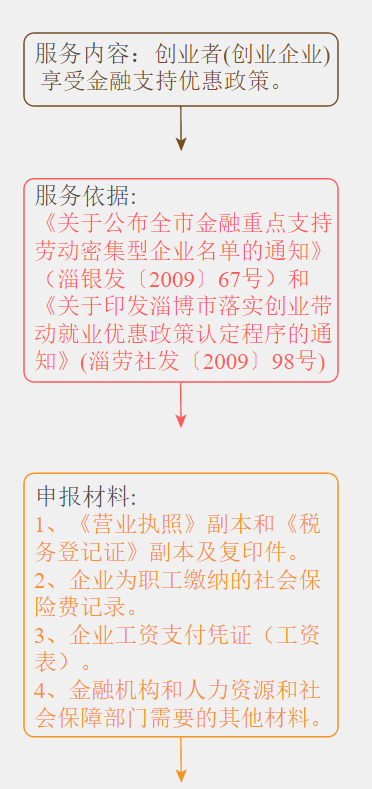 服务内容：创业者(创业企业)
享受金融支持优惠政策。
服务依据:
《关于公布全市金融重点支持
劳动密集型企业名单的通知》
（淄银发〔2009〕67号）和
《关于印发淄博市落实创业带
动就业优惠政策认定程序的通
知》(淄劳社发〔2009〕98号)
申报材料:
1、《营业执照》副本和《税
务登记证》副本及复印件。
2、企业为职工缴纳的社会保
险费记录。
3、企业工资支付凭证（工资
表）。
4、金融机构和人力资源和社
会保障部门需要的其他材料。